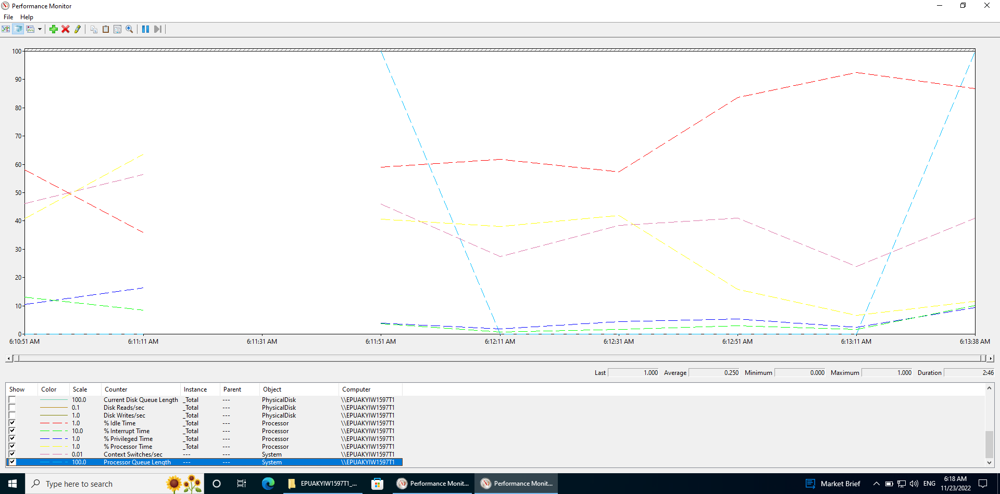 Performance Monitor
File Help
100
90
80
70
60
50
40
30
20
10
0
6:10:51 AM 6:11:11 AM 6:11:31 AM 6:11:51 AM 6:12:11 AM 6:12:31 AM 6:12:51 AM 6:13:11 AM 6:13:38 AM
Last 1.000 Average 0.250 Minimum 0.000 Maximum 1.000 Duration 2:46
Show Color Scale Counter Instance Parent Object Computer
100.0 Current Disk Queue Length _Total --- PhysicalDisk \\EPUAKYIW1597T1
0.1 Disk Reads/sec _Total --- PhysicalDisk \\EPUAKYIW1597T1
1.0 Disk Writes/sec _Total --- PhysicalDisk \\EPUAKYIW1597T1
1.0 % Idle Time _Total --- Processor \\EPUAKYIW1597T1
10.0 % Interrupt Time _Total --- Processor \\EPUAKYIW1597T1
1.0 % Privileged Time _Total --- Processor \\EPUAKYIW1597T1
1.0 % Processor Time _Total --- Processor \\EPUAKYIW1597T1
0.01 Context Switches/sec --- --- System \\EPUAKYIW1597T1
100.0 Processor Queue Length --- --- System \\EPUAKYIW1597T1
Type here to search EPUAKYIW1597T1_... Performance Monit... Performance Monit... Market Brief ENG 6:18 AM
11/23/2022